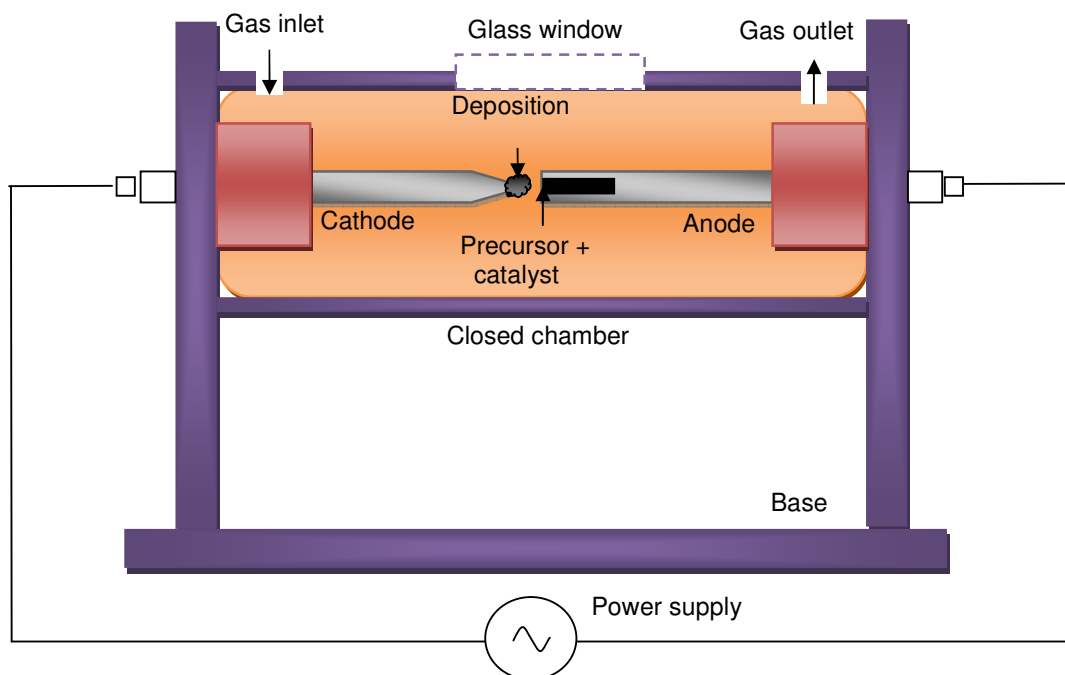 Gas inlet
Glass window
Gas outlet
Deposition
Cathode
Precursor +
catalyst
Anode
Closed chamber
Base
Power supply